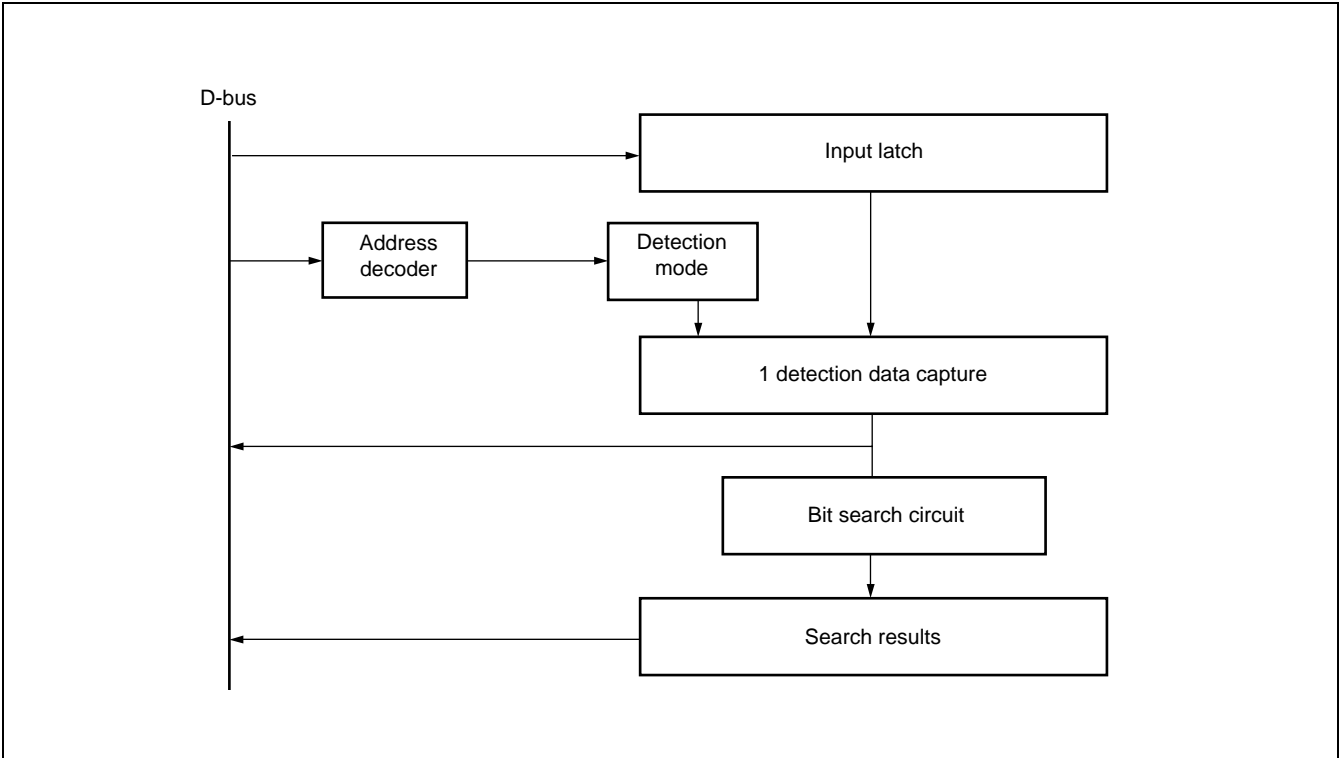 D-bus
Input latch
Address
decoder
Detection
mode
1 detection data capture
Bit search circuit
Search results